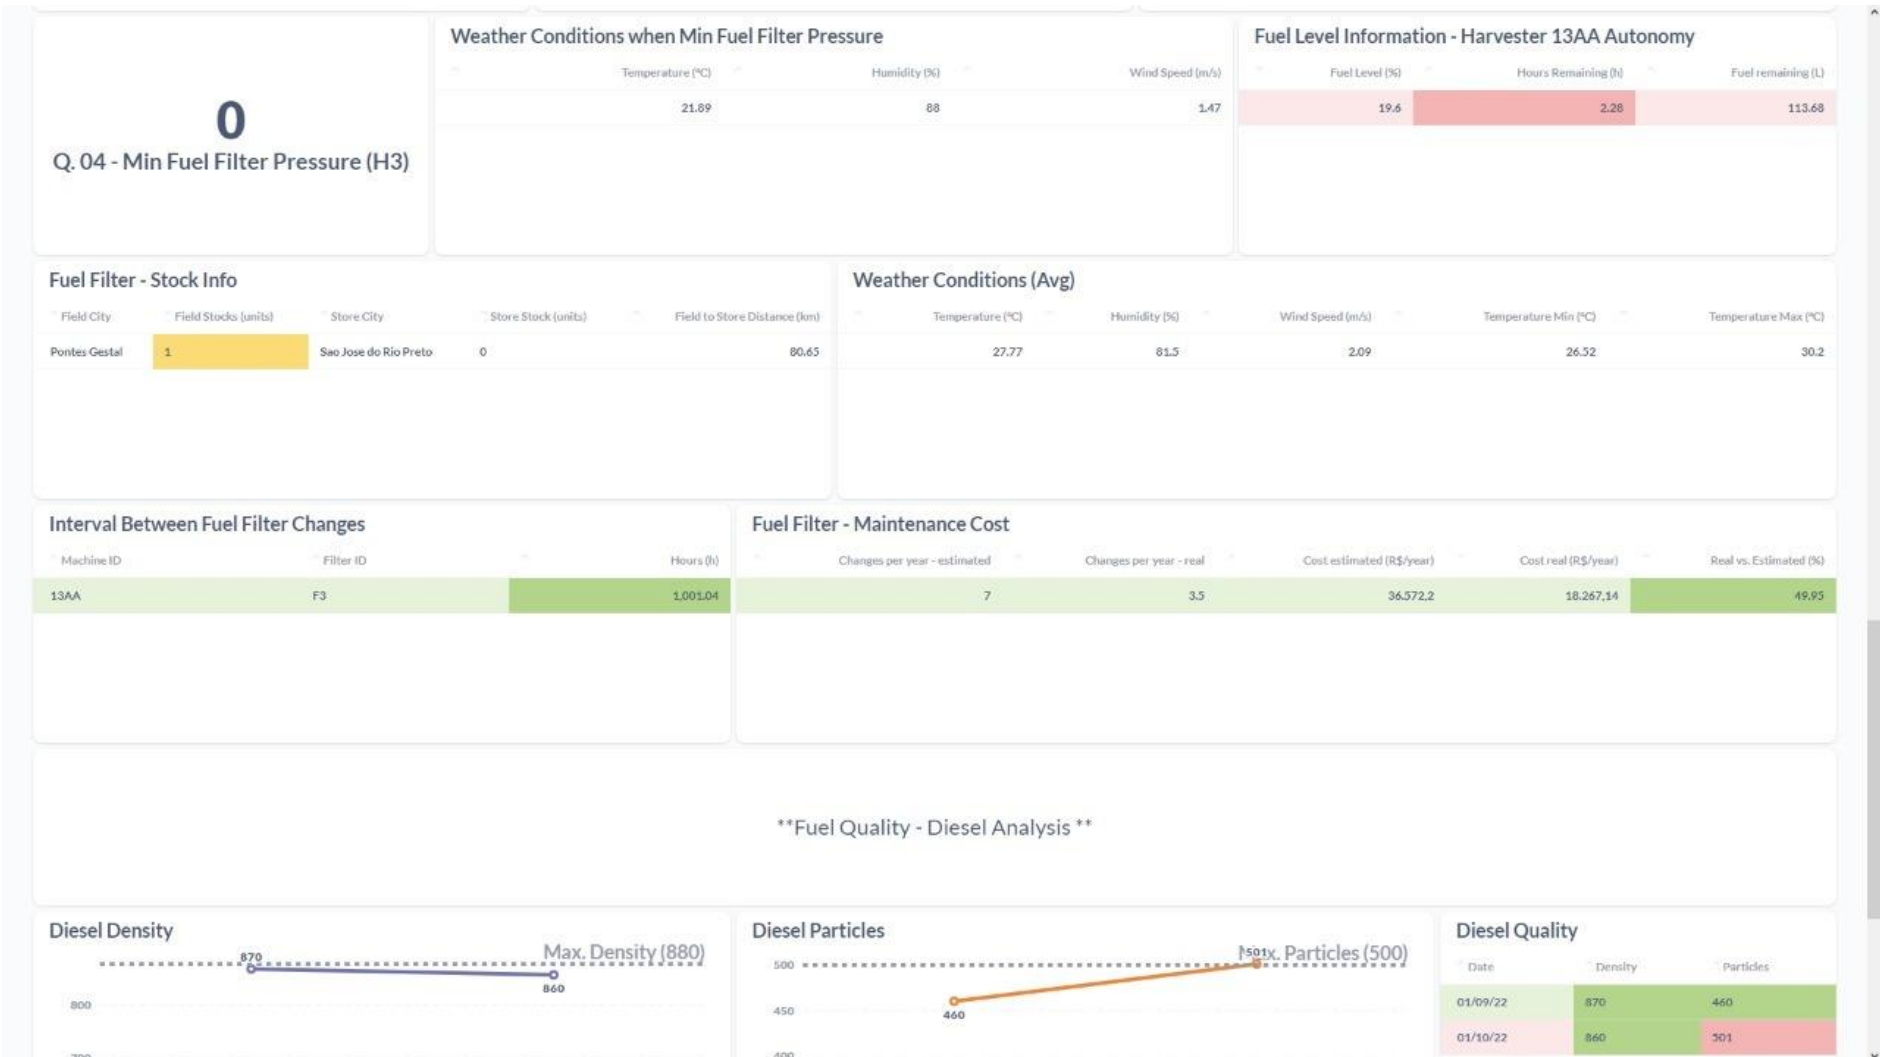 0
Q. 04 - Min Fuel Filter Pressure (H3)
Weather Conditions when Min Fuel Filter Pressure
Temperature (ºC) Humidity (%) Wind Speed (m/s)
21.89 88 1.47
Fuel Level Information - Harvester 13AA Autonomy
Fuel Level (%) Hours Remaining (h) Fuel remaining (L)
19.6 2.28 113.68
Fuel Filter - Stock Info
Field City Field Stocks (units) Store City Store Stock (units) Field to Store Distance (km)
Pontes Gestal 1 Sao Jose do Rio Preto 0 80.65
Weather Conditions (Avg)
Temperature (ºC) Humidity (%) Wind Speed (m/s) Temperature Min (ºC) Temperature Max (ºC)
27.77 81.5 2.09 26.52 30.2
Interval Between Fuel Filter Changes
Machine ID Filter ID Hours (h)
13AA F3 1,001.04
Fuel Filter - Maintenance Cost
Changes per year - estimated Changes per year - real Cost estimated (R$/year) Cost real (R$/year) Real vs. Estimated (%)
7 3.5 36.572,2 18.267,14 49.95
**Fuel Quality - Diesel Analysis **
Diesel Density
Max. Density (880)
870
860
800
Diesel Particles
501 x. Particles (500)
500
450
460
400
Diesel Quality
Date Density Particles
01/09/22 870 460
01/10/22 860 501